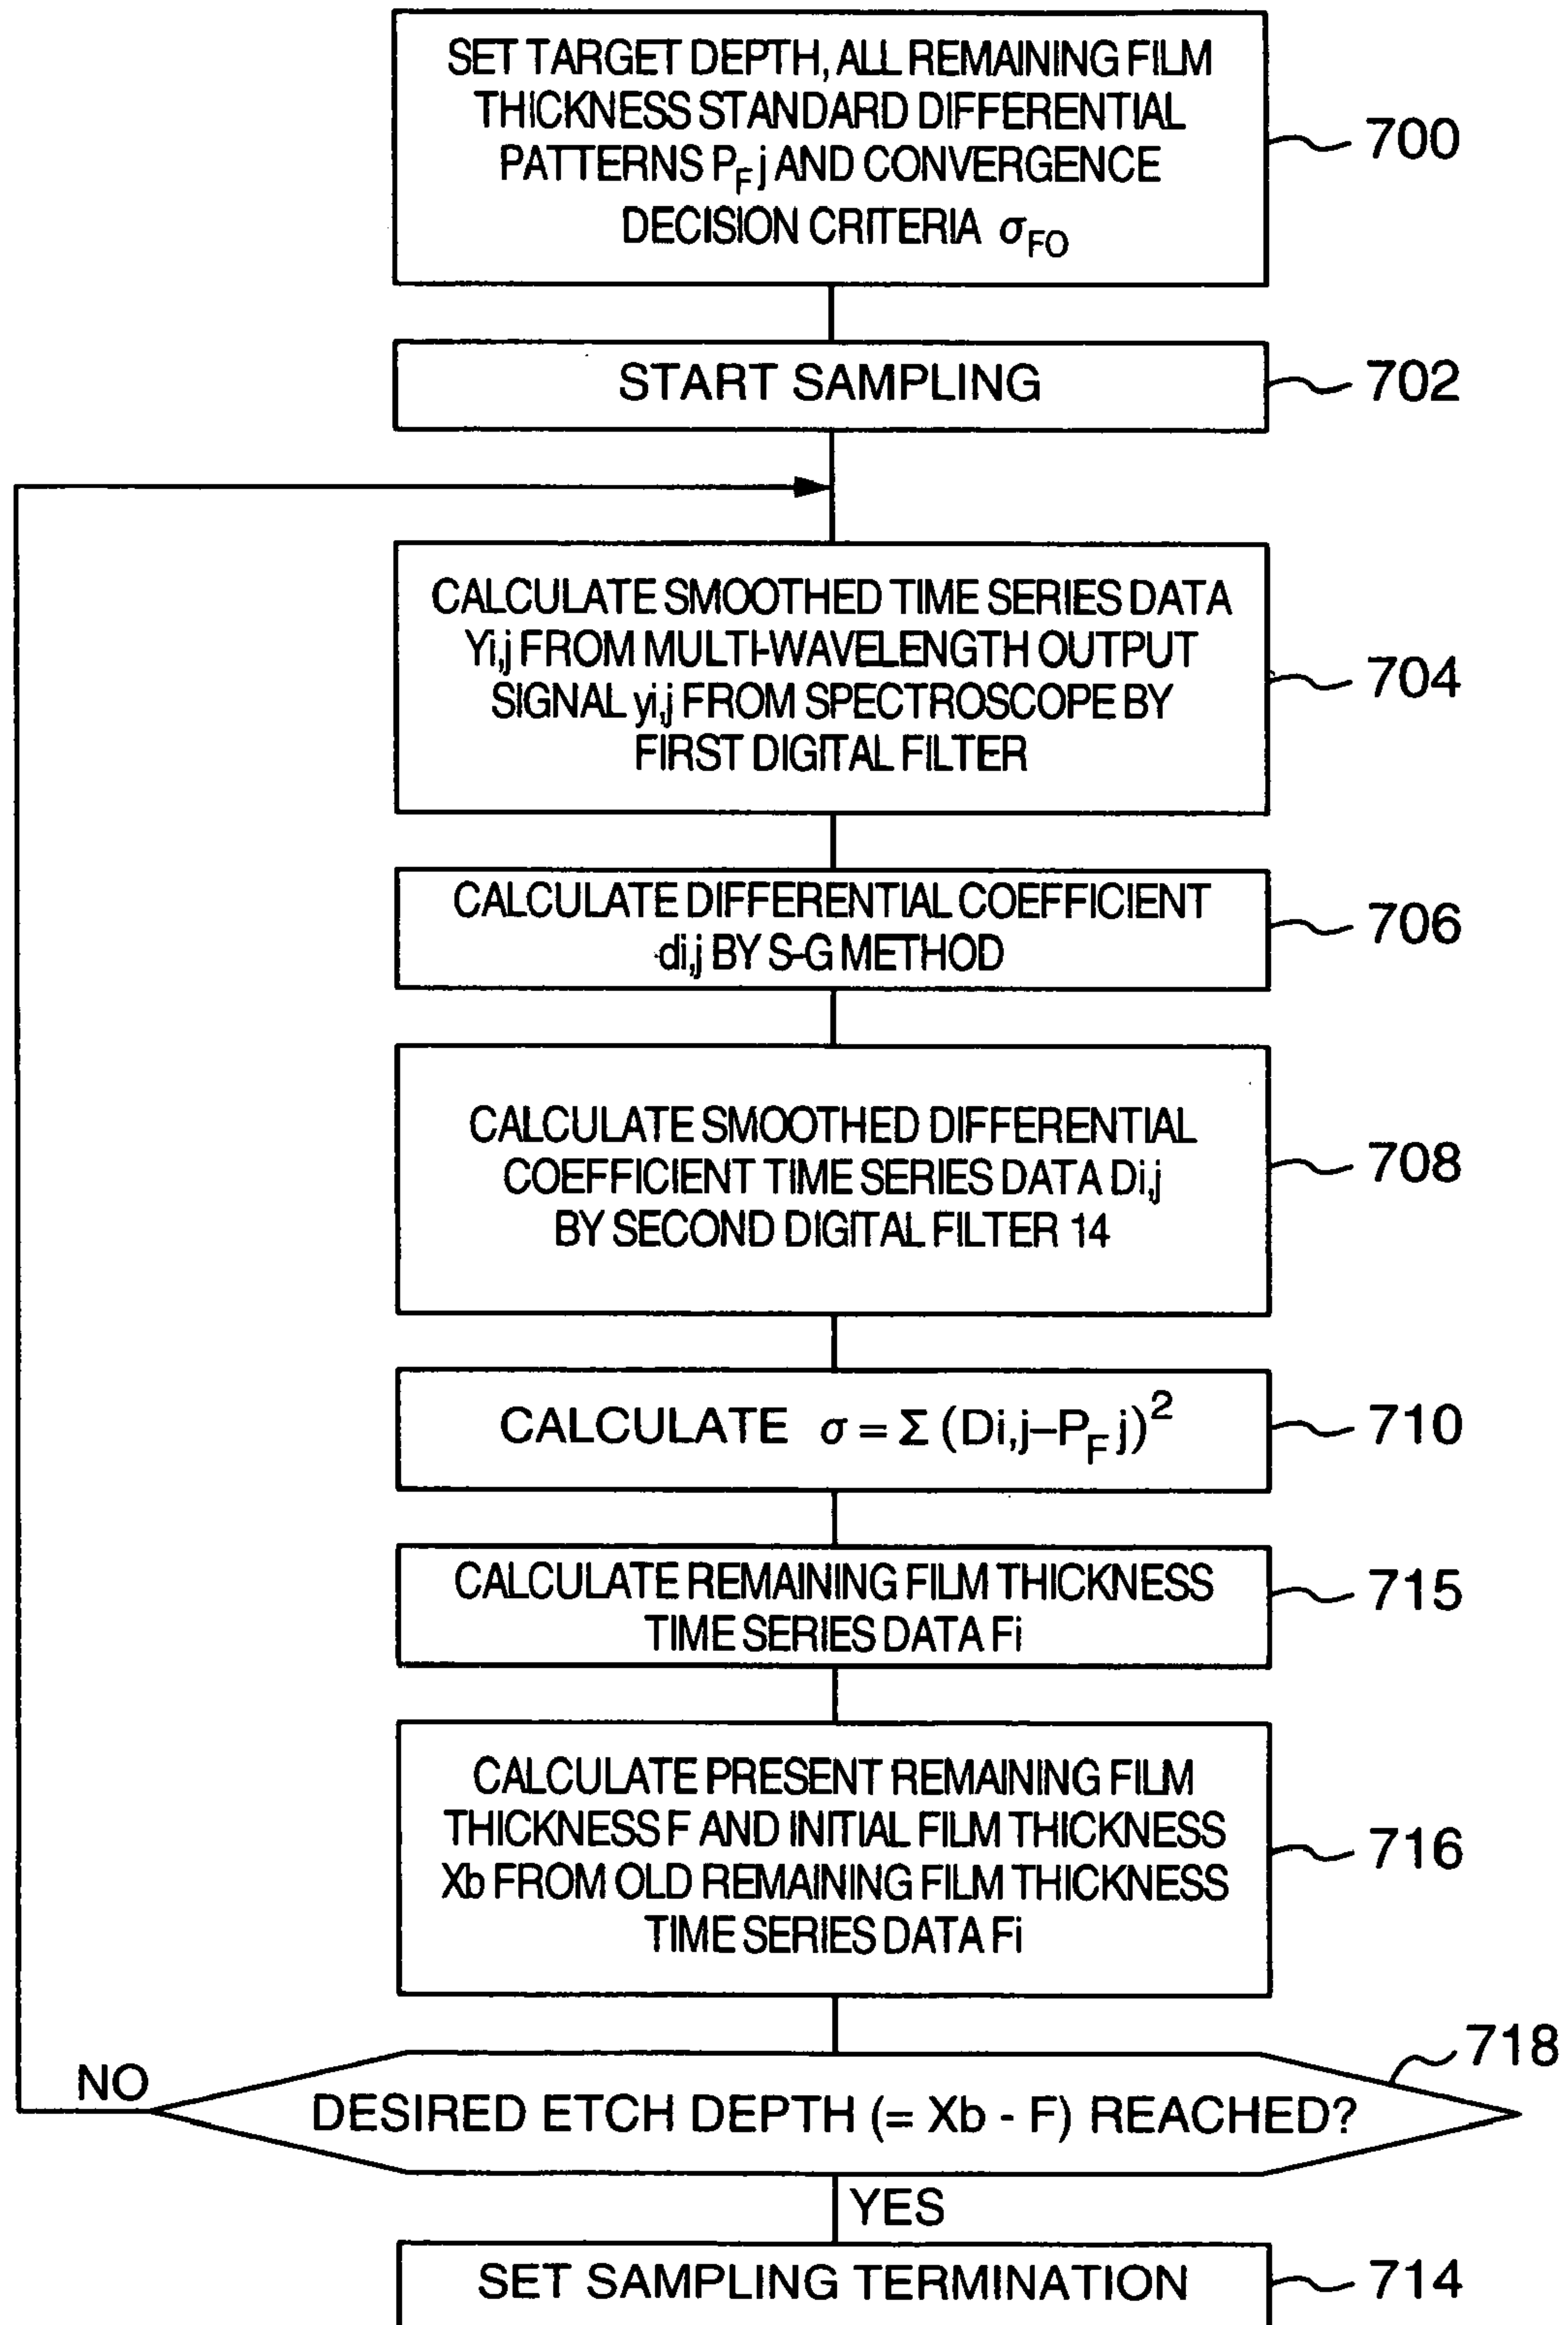 SET TARGET DEPTH, ALL REMAINING FILM
THICKNESS STANDARD DIFFERENTIAL
PATTERNS P_F j AND CONVERGENCE
DECISION CRITERIA σ_FO
700
START SAMPLING
702
CALCULATE SMOOTHED TIME SERIES DATA
Yi,j FROM MULTI-WAVELENGTH OUTPUT
SIGNAL yi,j FROM SPECTROSCOPE BY
FIRST DIGITAL FILTER
704
CALCULATE DIFFERENTIAL COEFFICIENT
di,j BY S-G METHOD
706
CALCULATE SMOOTHED DIFFERENTIAL
COEFFICIENT TIME SERIES DATA Di,j
BY SECOND DIGITAL FILTER 14
708
CALCULATE σ = Σ (Di,j–P_F j)²
710
CALCULATE REMAINING FILM THICKNESS
TIME SERIES DATA Fi
715
CALCULATE PRESENT REMAINING FILM
THICKNESS F AND INITIAL FILM THICKNESS
Xb FROM OLD REMAINING FILM THICKNESS
TIME SERIES DATA Fi
716
718
NO
DESIRED ETCH DEPTH (= Xb - F) REACHED?
YES
SET SAMPLING TERMINATION
714